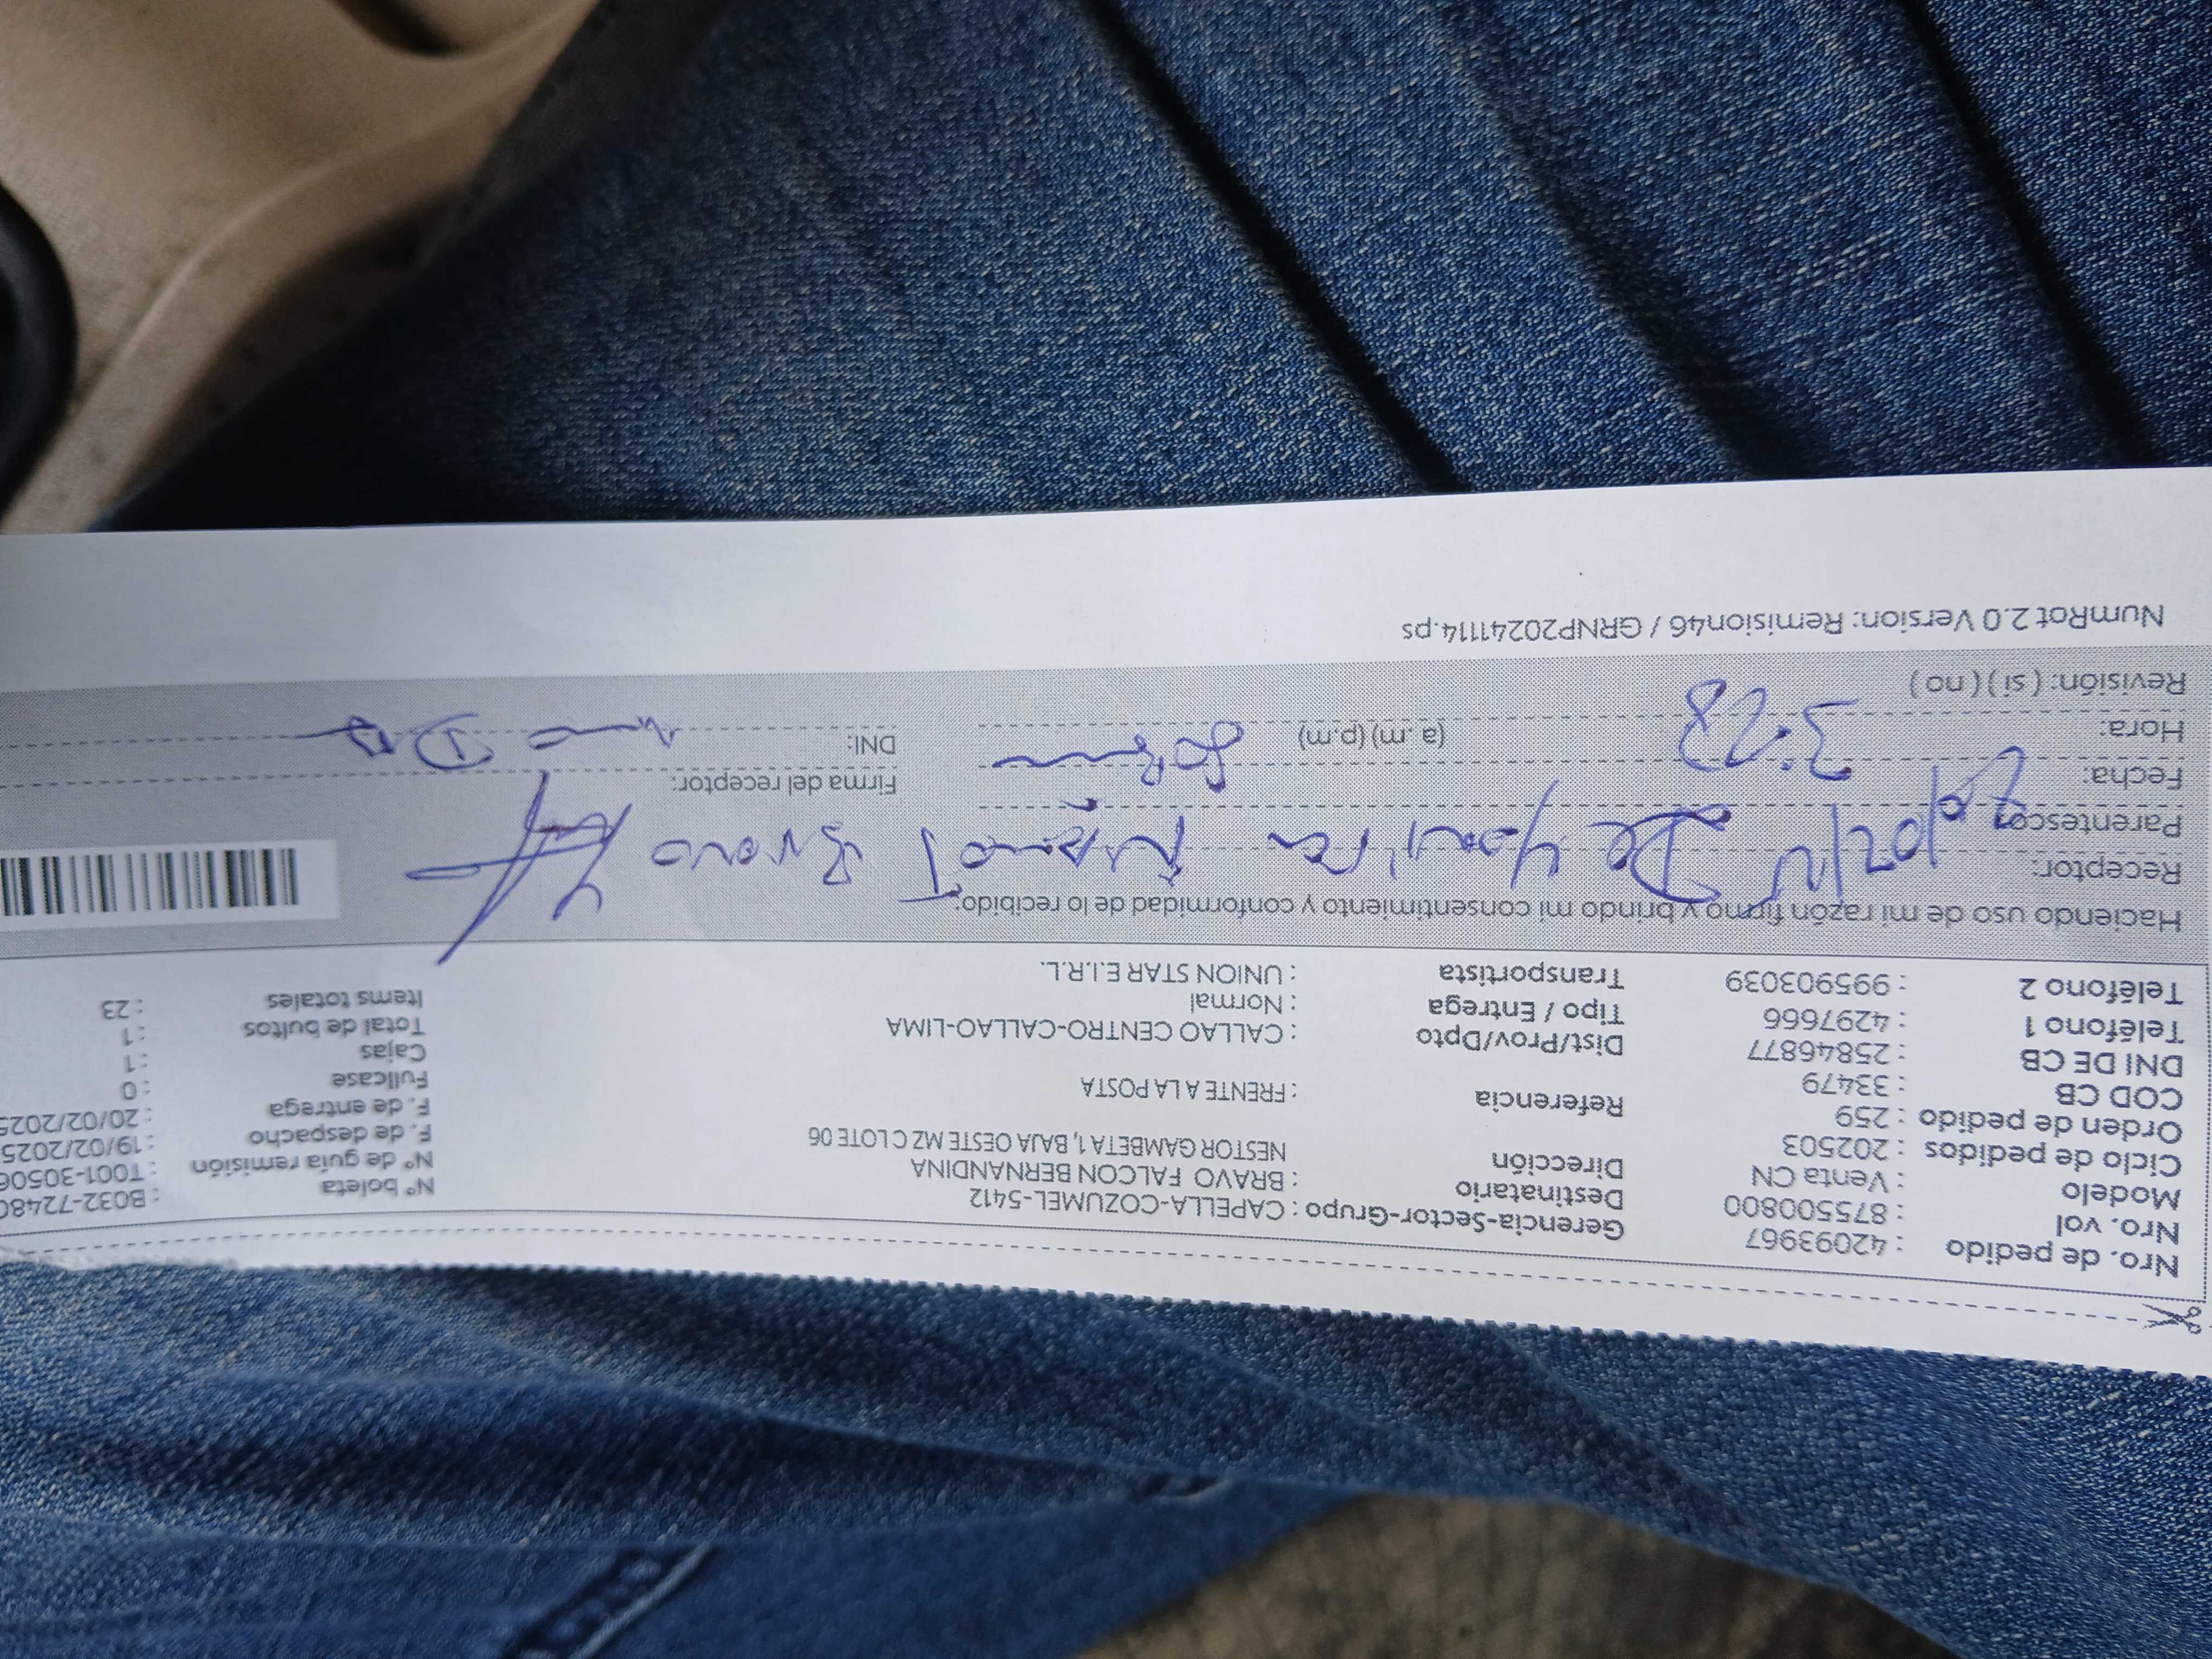 Nro. de pedido : 42093967 Gerencia-Sector-Grupo : CAPELLA-COZUMEL-5412 N° boleta : B032-7248
Nro. vol : 875500800 Destinatario : BRAVO FALCON BERNANDINA N° de guía remisión : T001-3050
Modelo : Venta CN Dirección NESTOR GAMBETA 1, BAJA OESTE MZ C LOTE 06 F. de despacho : 19/02/2025
Ciclo de pedidos : 202503 F. de entrega : 20/02/2025
Orden de pedido : 259 Referencia : FRENTE A LA POSTA Fullcase : 0
COD CB : 33479 Cajas : 1
DNI DE CB : 25846877 Dist/Prov/Dpto : CALLAO CENTRO-CALLAO-LIMA Total de bultos : 1
Teléfono 1 : 4297666 Tipo / Entrega : Normal Items totales : 23
Teléfono 2 : 995903039 Transportista : UNION STAR E.I.R.L.
Haciendo uso de mi razón firmo y brindo mi consentimiento y conformidad de lo recibido:
Receptor: Bravo
Parentesco:
Fecha: Firma del receptor:
Hora: 3:28 (a.m) (p.m) DNI:
Revisión: ( si ) ( no )
NumRot 2.0 Version: Remision46 / GRNP20241114.ps